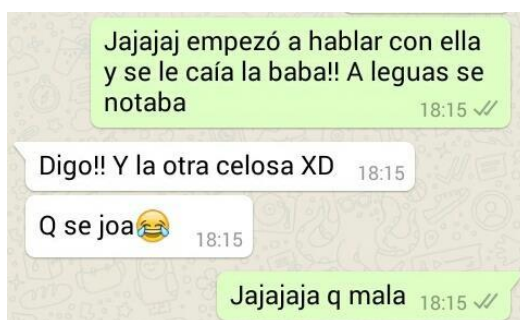 Jajajaj empezó a hablar con ella
y se le caía la baba!! A leguas se
notaba
18:15
Digo!! Y la otra celosa XD 18:15
Q se joa😂 18:15
Jajajaja q mala 18:15